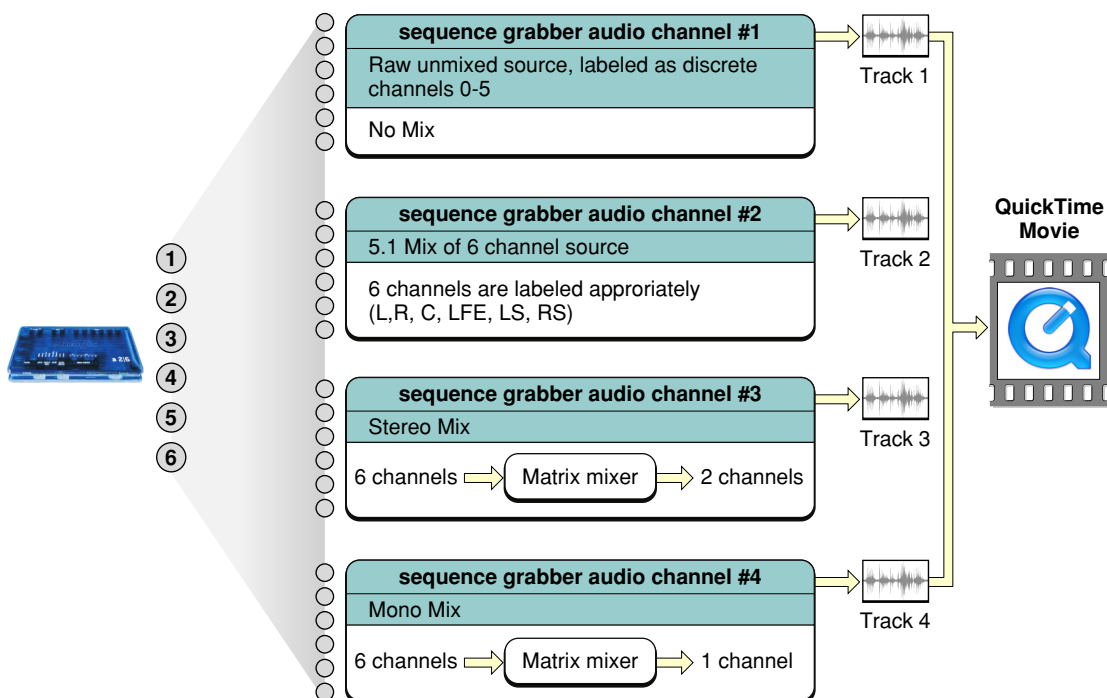 sequence grabber audio channel #1
Raw unmixed source, labeled as discrete
channels 0-5
No Mix
Track 1
sequence grabber audio channel #2
5.1 Mix of 6 channel source
6 channels are labeled approriately
(L,R, C, LFE, LS, RS)
Track 2
QuickTime
Movie
1
2
3
4
5
6
sequence grabber audio channel #3
Stereo Mix
6 channels
Matrix mixer
2 channels
Track 3
sequence grabber audio channel #4
Mono Mix
6 channels
Matrix mixer
1 channel
Track 4